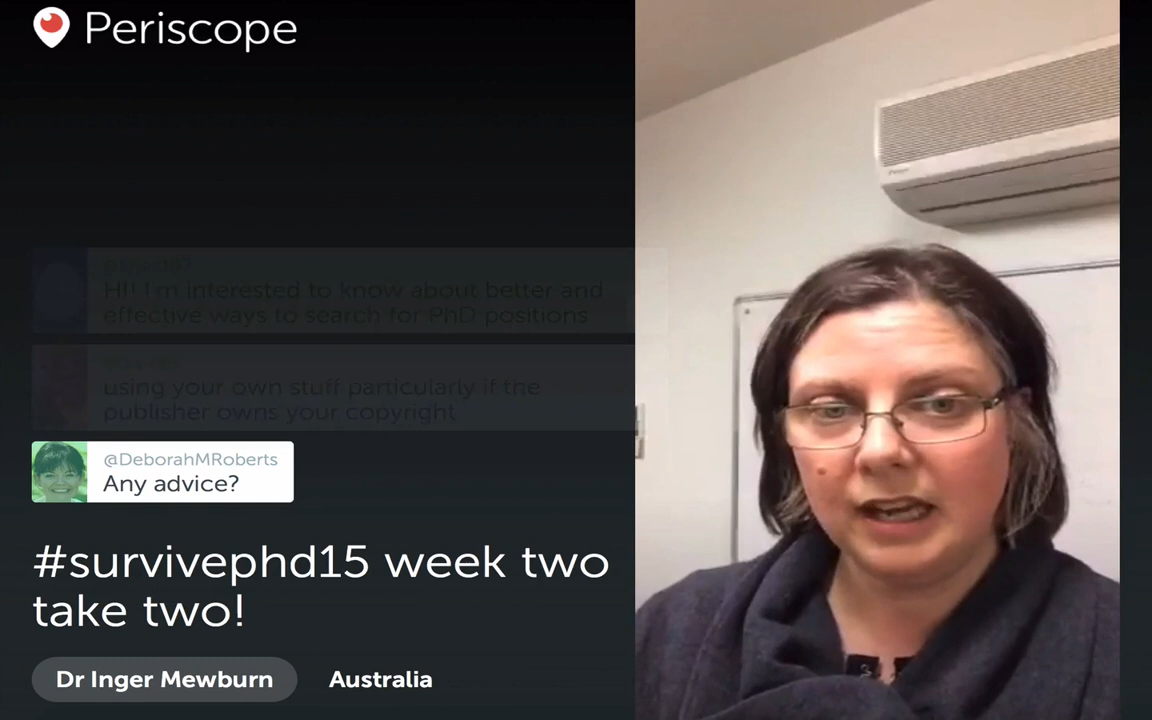 Periscope
HI! I'm interested to know about better and
effective ways to search for PhD positions
using your own stuff particularly if the
publisher owns your copyright
@DeborahMRoberts
Any advice?
#survivephd15 week two
take two!
Dr Inger Mewburn
Australia